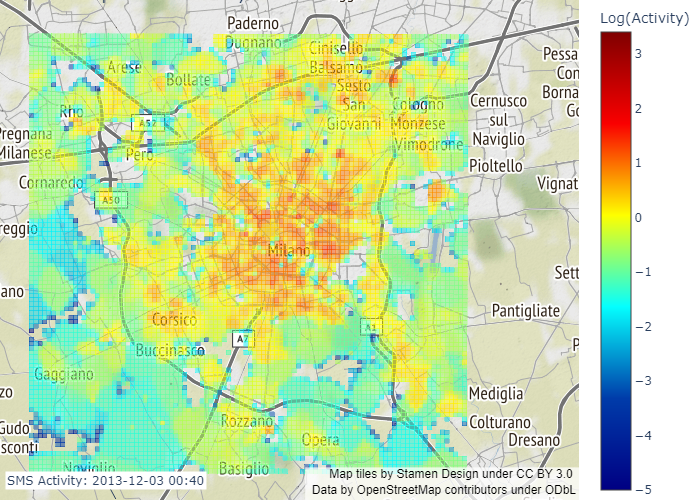 Paderno
Dugnano
Cinisello
Balsamo
Arese
Bollate
Sesto
San
Giovanni
Cologno
Monzese
Vimodrone
Cernusco
sul
Naviglio
Pessa
Con
Borna
Go
Rho
A52
Pregnana
Milanese
Pero
Pioltello
Cornaredo
Vignat
A50
reggio
Milano
Sett
ano
Pantigliate
Corsico
A7
A1
Buccinasco
P
Gaggiano
zo
Mediglia
Rozzano
Colturano
Gudo
sconti
Opera
Dresano
Noviglio
Basiglio
SMS Activity: 2013-12-03 00:40
Map tiles by Stamen Design under CC BY 3.0
Data by OpenStreetMap contributors under ODbL
Log(Activity)
3
2
1
0
−1
−2
−3
−4
−5